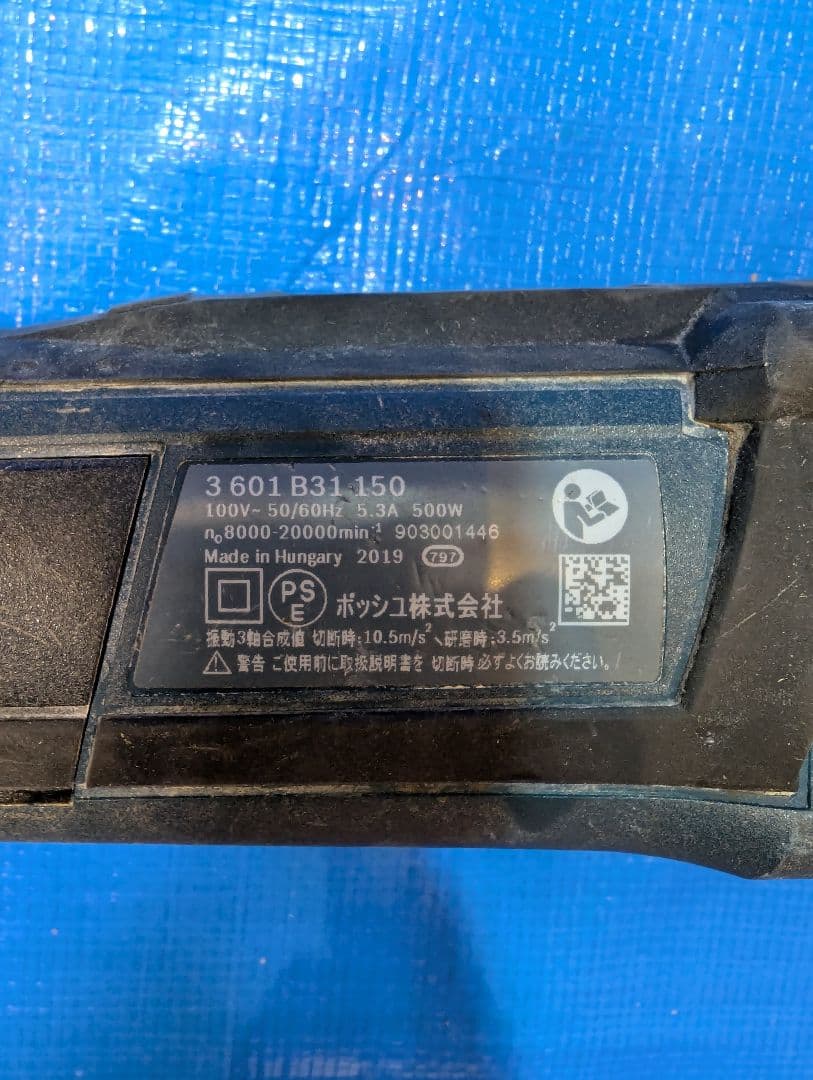 3 601 B31 150
100V~ 50/60Hz 5.3A 500W
n₀8000-20000min⁻¹ 903001446
Made in Hungary 2019 797
PS
E
ボッシュ株式会社
振動3軸合成値 切断時:10.5m/s²、研磨時:3.5m/s²
警告 ご使用前に取扱説明書を 切断時 必ずよくお読みください。